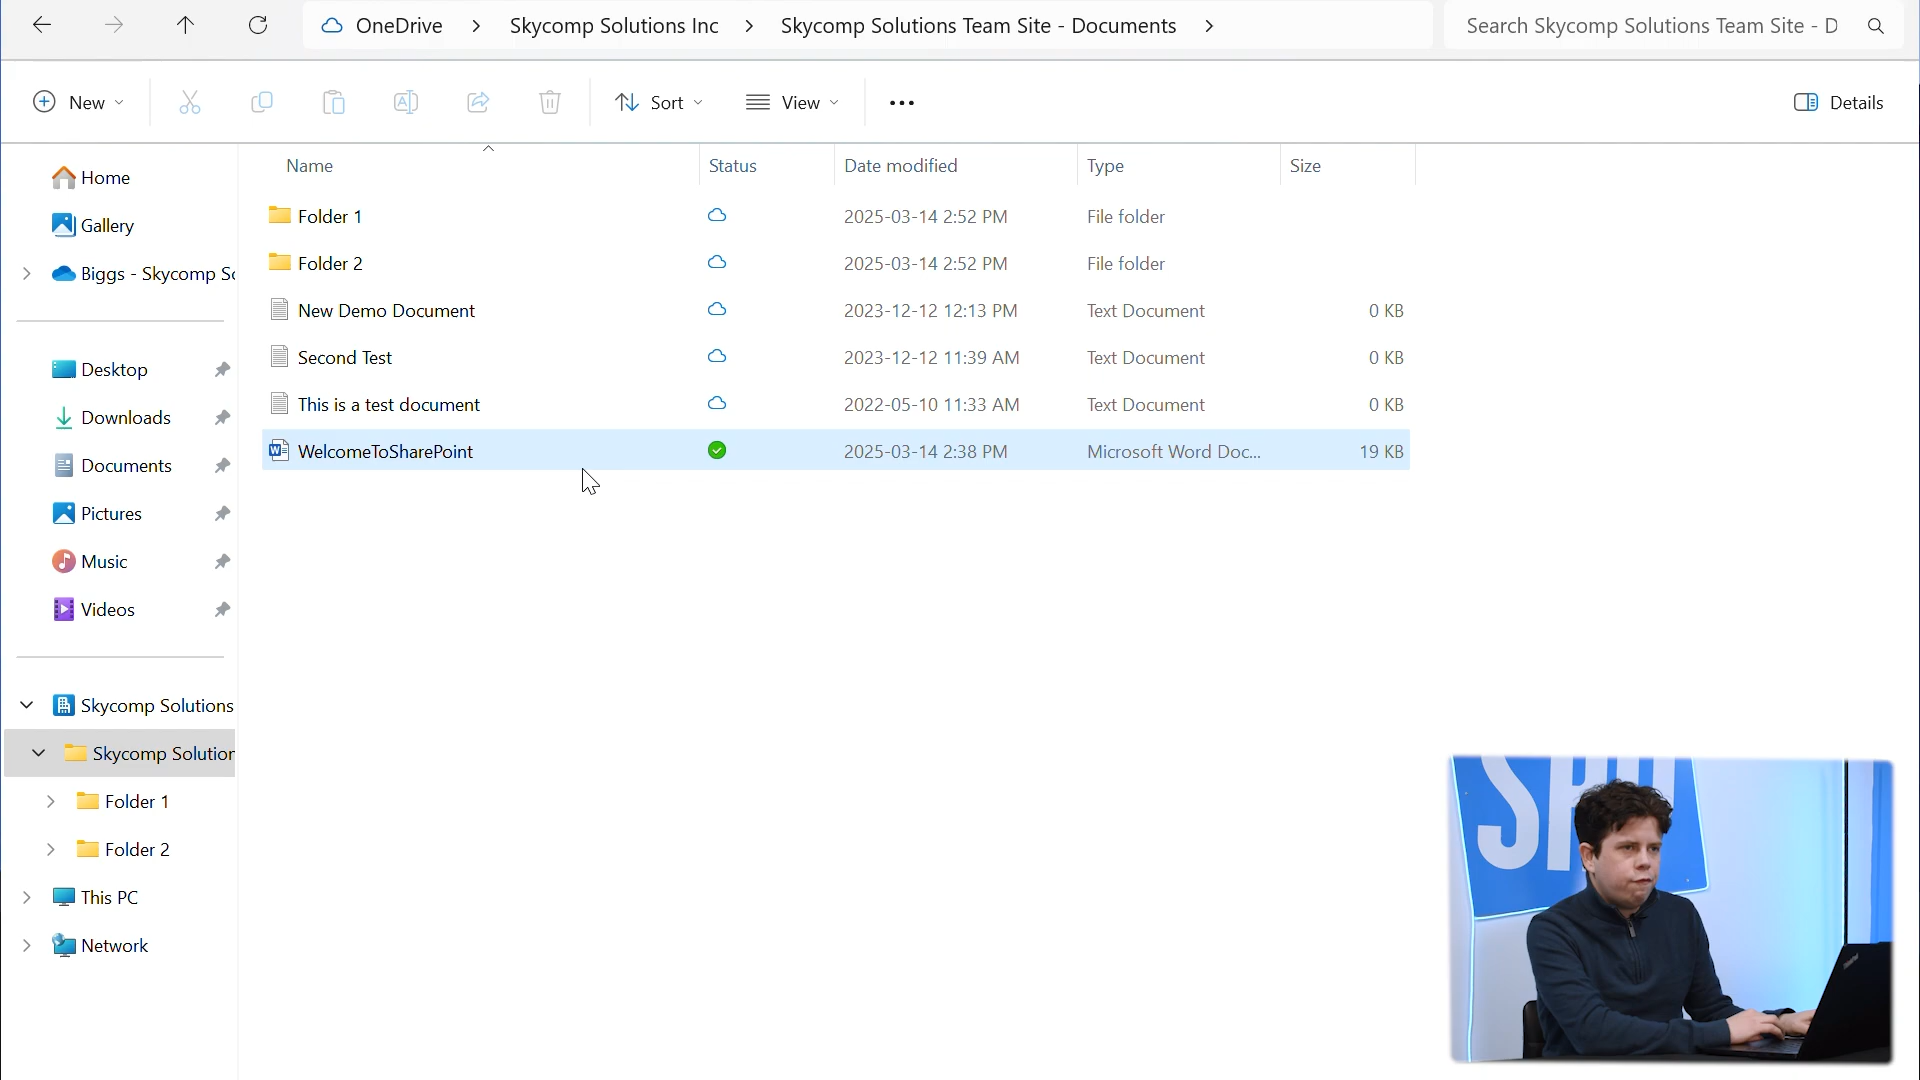 OneDrive > Skycomp Solutions Inc > Skycomp Solutions Team Site - Documents >
Search Skycomp Solutions Team Site - D
New
Sort
View
Details
Name
Status
Date modified
Type
Size
Home
Gallery
Biggs - Skycomp So
Desktop
Downloads
Documents
Pictures
Music
Videos
Skycomp Solutions
Skycomp Solution
Folder 1
Folder 2
This PC
Network
Folder 1 2025-03-14 2:52 PM File folder
Folder 2 2025-03-14 2:52 PM File folder
New Demo Document 2023-12-12 12:13 PM Text Document 0 KB
Second Test 2023-12-12 11:39 AM Text Document 0 KB
This is a test document 2022-05-10 11:33 AM Text Document 0 KB
WelcomeToSharePoint 2025-03-14 2:38 PM Microsoft Word Doc... 19 KB